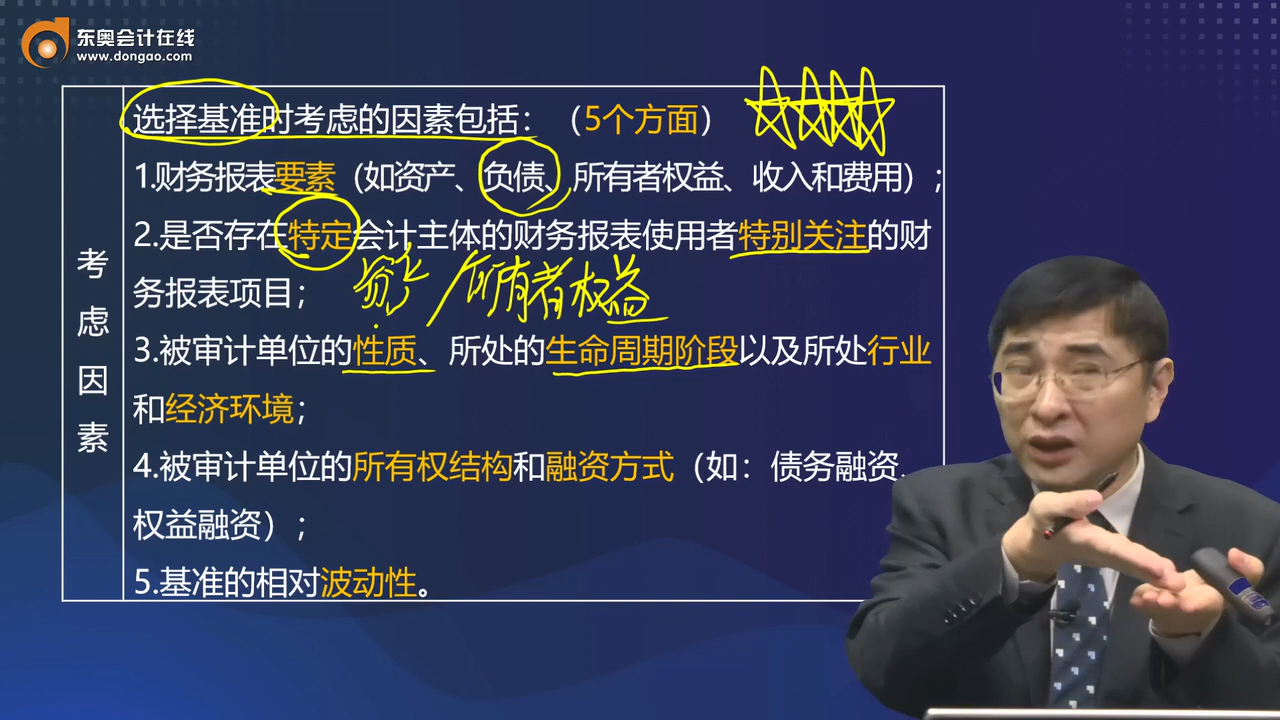 东奥会计在线
www.dongao.com
考虑因素
选择基准时考虑的因素包括：（5个方面）
1.财务报表要素（如资产、负债、所有者权益、收入和费用）；
2.是否存在特定会计主体的财务报表使用者特别关注的财
务报表项目；
资产/所有者权益
3.被审计单位的性质、所处的生命周期阶段以及所处行业
和经济环境；
4.被审计单位的所有权结构和融资方式（如：债务融资、
权益融资）；
5.基准的相对波动性。